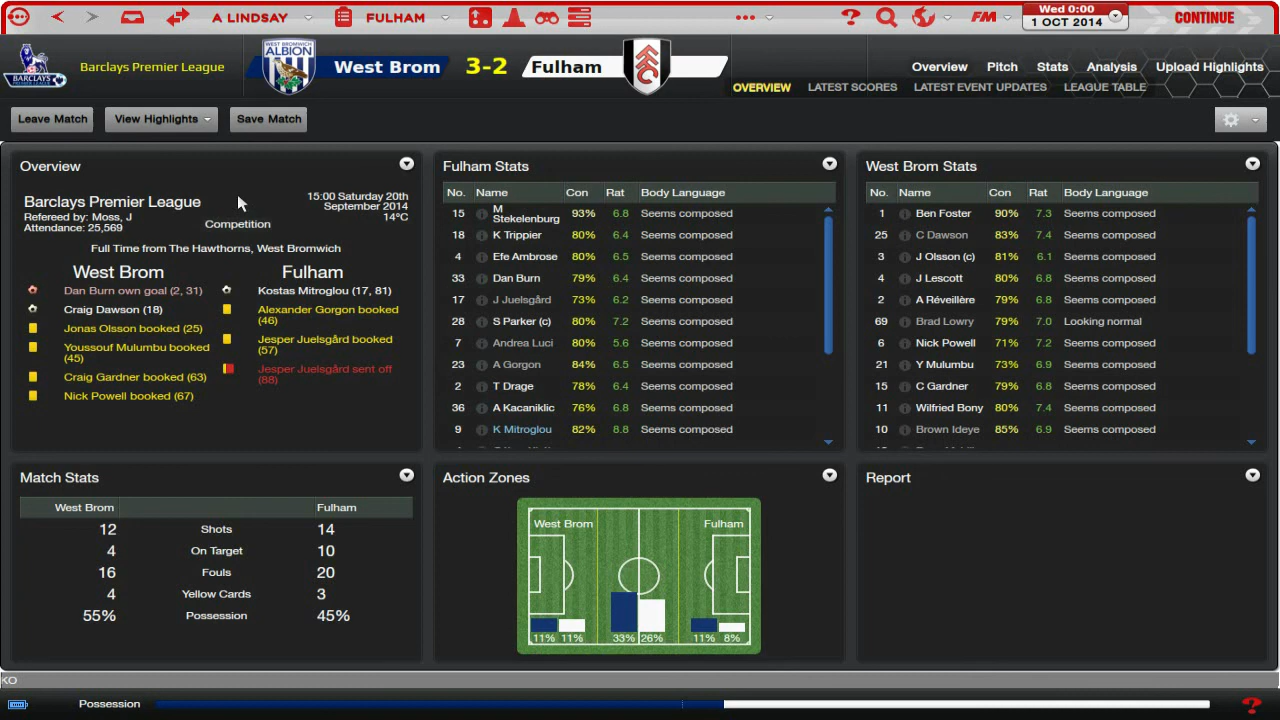 A LINDSAY
FULHAM
FM
Wed 0:00
1 OCT 2014
CONTINUE
BARCLAYS
Barclays Premier League
WEST BROMWICH
ALBION
West Brom
3-2
Fulham
Overview
Pitch
Stats
Analysis
Upload Highlights
OVERVIEW
LATEST SCORES
LATEST EVENT UPDATES
LEAGUE TABLE
Leave Match
View Highlights
Save Match
Overview
Barclays Premier League
15:00 Saturday 20th
September 2014
Refereed by: Moss, J
14°C
Attendance: 25,569
Competition
Full Time from The Hawthorns, West Bromwich
West Brom
Dan Burn own goal (2, 31)
Craig Dawson (18)
Jonas Olsson booked (25)
Youssouf Mulumbu booked
(45)
Craig Gardner booked (63)
Nick Powell booked (67)
Fulham
Kostas Mitroglou (17, 81)
Alexander Gorgon booked
(46)
Jesper Juelsgård booked
(57)
Jesper Juelsgård sent off
(88)
Fulham Stats
No. Name Con Rat Body Language
15 M Stekelenburg 93% 6.8 Seems composed
18 K Trippier 80% 6.4 Seems composed
4 Efe Ambrose 80% 6.5 Seems composed
33 Dan Burn 79% 6.4 Seems composed
17 J Juelsgård 73% 6.2 Seems composed
28 S Parker (c) 80% 7.2 Seems composed
7 Andrea Luci 80% 5.6 Seems composed
23 A Gorgon 84% 6.5 Seems composed
2 T Drage 78% 6.4 Seems composed
36 A Kacaniklic 76% 6.8 Seems composed
9 K Mitroglou 82% 8.8 Seems composed
West Brom Stats
No. Name Con Rat Body Language
1 Ben Foster 90% 7.3 Seems composed
25 C Dawson 83% 7.4 Seems composed
3 J Olsson (c) 81% 6.1 Seems composed
4 J Lescott 80% 6.8 Seems composed
2 A Réveillère 79% 6.8 Seems composed
69 Brad Lowry 79% 7.0 Looking normal
6 Nick Powell 71% 7.2 Seems composed
21 Y Mulumbu 73% 6.9 Seems composed
15 C Gardner 79% 6.8 Seems composed
11 Wilfried Bony 80% 7.4 Seems composed
10 Brown Ideye 85% 6.9 Seems composed
Match Stats
West Brom Fulham
12 Shots 14
4 On Target 10
16 Fouls 20
4 Yellow Cards 3
55% Possession 45%
Action Zones
West Brom Fulham
11% 11% 33% 26% 11% 8%
Report
KO
Possession